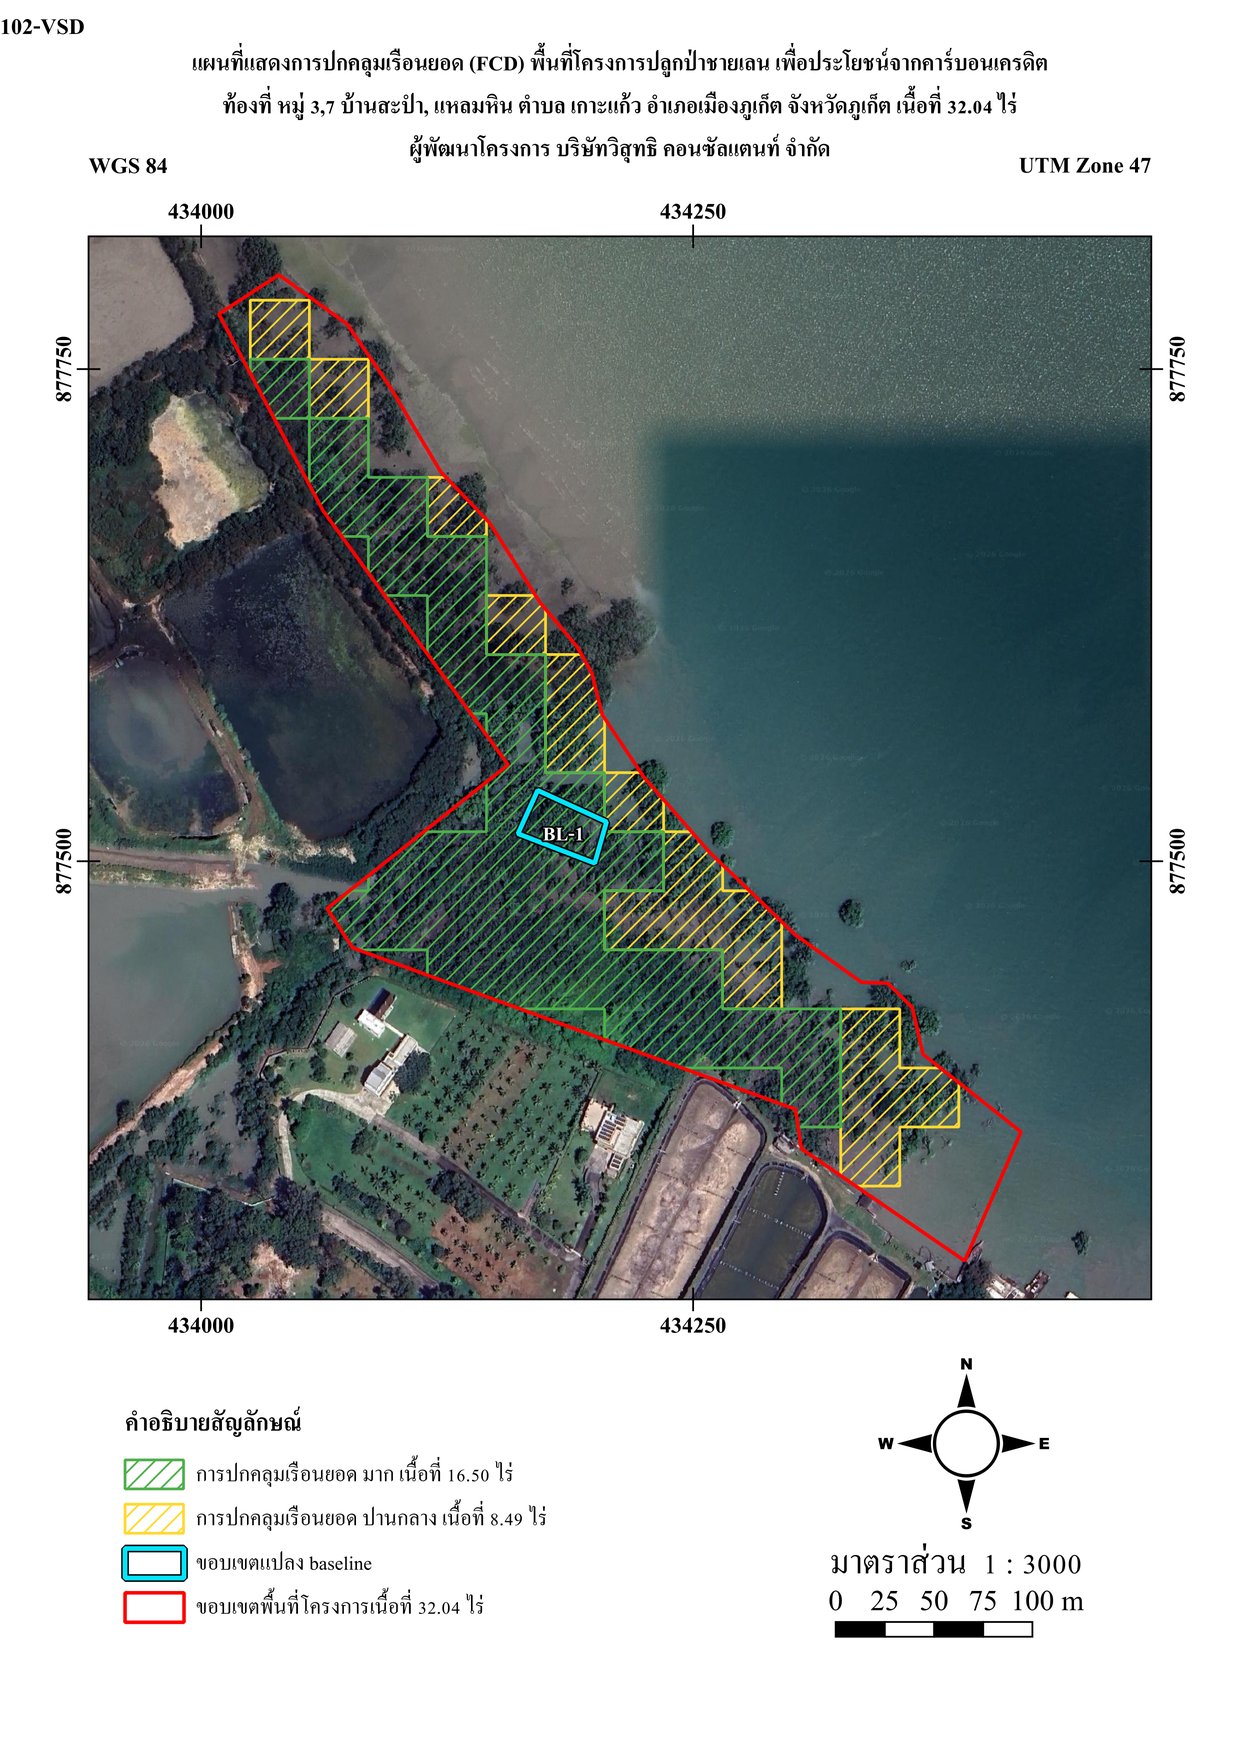 102-VSD
แผนที่แสดงการปกคลุมเรือนยอด (FCD) พื้นที่โครงการปลูกป่าชายเลน เพื่อประโยชน์จากคาร์บอนเครดิต
ท้องที่ หมู่ 3,7 บ้านสะปำ, แหลมหิน ตำบล เกาะแก้ว อำเภอเมืองภูเก็ต จังหวัดภูเก็ต เนื้อที่ 32.04 ไร่
ผู้พัฒนาโครงการ บริษัทวิสุทธิ คอนซัลแตนท์ จำกัด
WGS 84 UTM Zone 47
434000 434250
877750 877750
BL-1
877500 877500
434000 434250
N
W E
S
คำอธิบายสัญลักษณ์
การปกคลุมเรือนยอด มาก เนื้อที่ 16.50 ไร่
การปกคลุมเรือนยอด ปานกลาง เนื้อที่ 8.49 ไร่
ขอบเขตแปลง baseline
ขอบเขตพื้นที่โครงการเนื้อที่ 32.04 ไร่
มาตราส่วน 1 : 3000
0 25 50 75 100 m